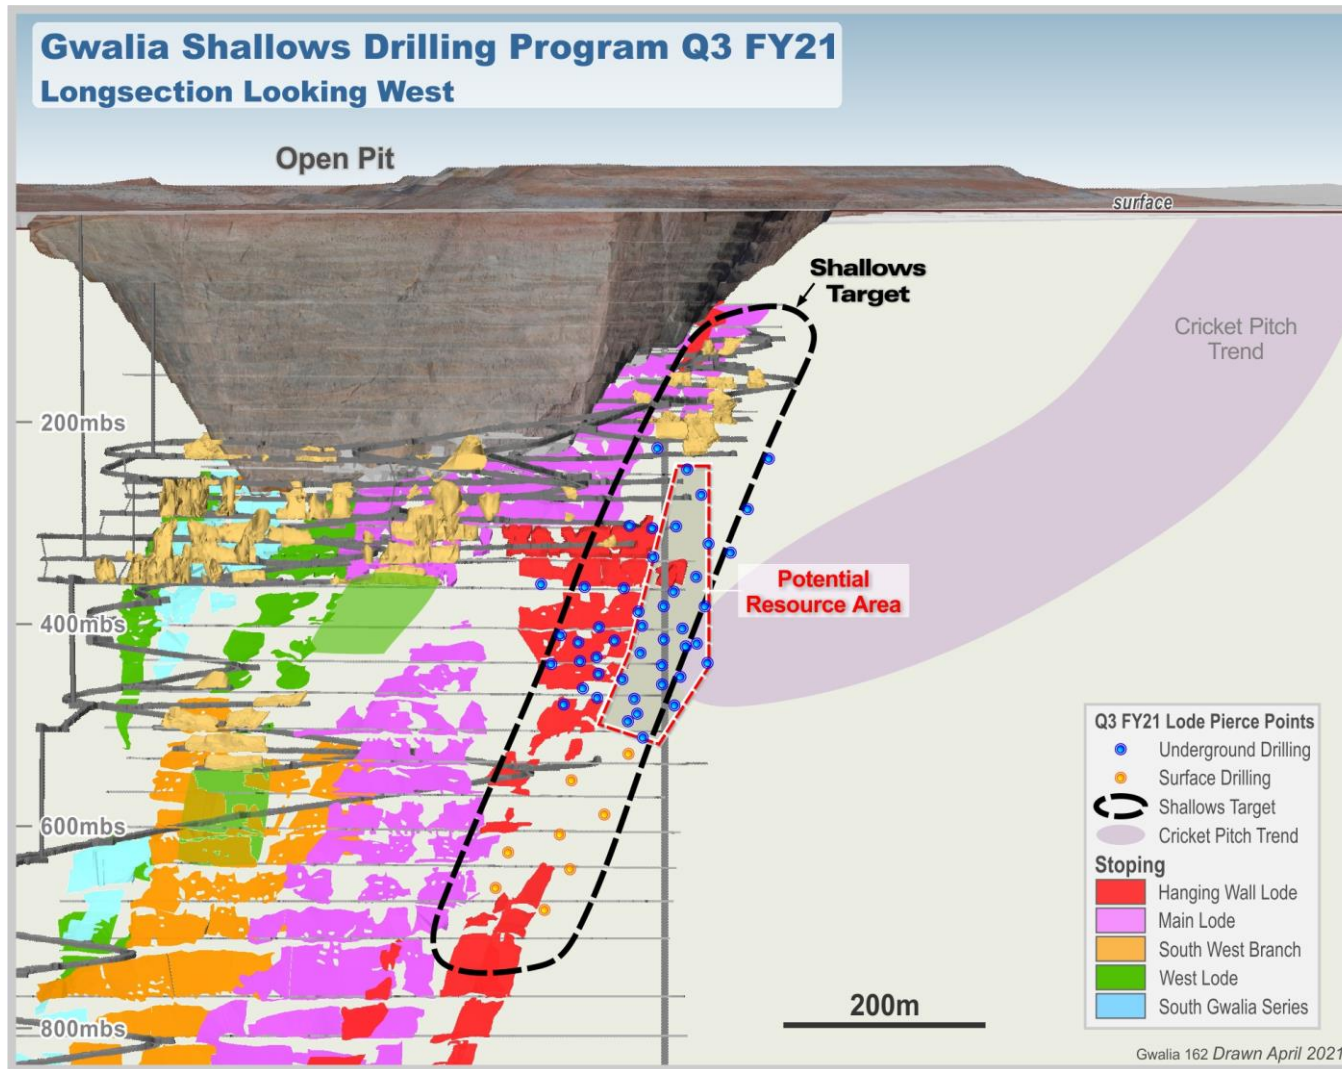 Gwalia Shallows Drilling Program Q3 FY21
Longsection Looking West
Open Pit
surface
Shallows
Target
Cricket Pitch
Trend
200mbs
Potential
Resource Area
400mbs
600mbs
800mbs
200m
Q3 FY21 Lode Pierce Points
Underground Drilling
Surface Drilling
Shallows Target
Cricket Pitch Trend
Stoping
Hanging Wall Lode
Main Lode
South West Branch
West Lode
South Gwalia Series
Gwalia 162 Drawn April 2021